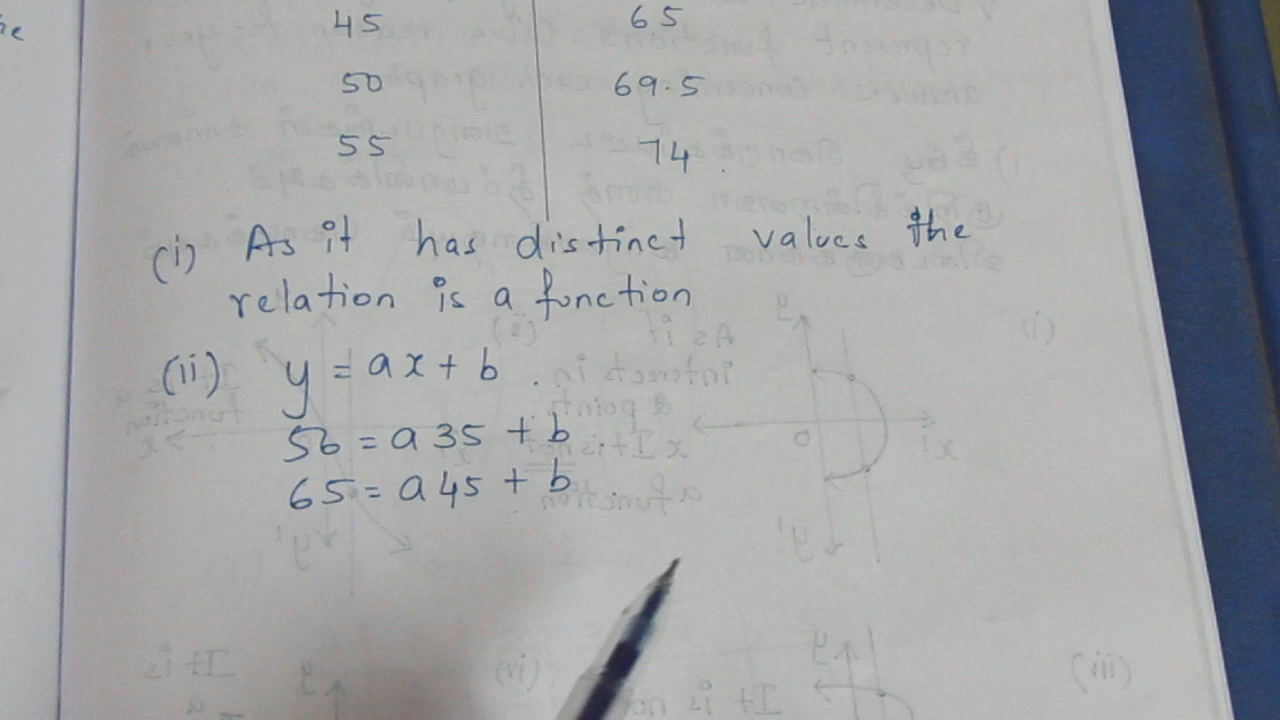 45 65
50 69.5
55 74
(i) As it has distinct values the
relation is a function
(ii) y = ax + b .
56 = a 35 + b .
65 = a 45 + b .